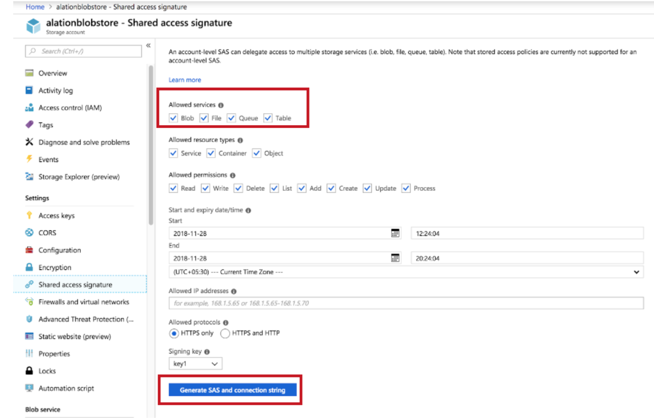 Home > alationblobstore - Shared access signature
alationblobstore - Shared access signature
Storage account
Search (Ctrl+/)
Overview
Activity log
Access control (IAM)
Tags
Diagnose and solve problems
Events
Storage Explorer (preview)
Settings
Access keys
CORS
Configuration
Encryption
Shared access signature
Firewalls and virtual networks
Advanced Threat Protection (...
Static website (preview)
Properties
Locks
Automation script
Blob service
An account-level SAS can delegate access to multiple storage services (i.e. blob, file, queue, table). Note that stored access policies are currently not supported for an
account-level SAS.
Learn more
Allowed services
Blob File Queue Table
Allowed resource types
Service Container Object
Allowed permissions
Read Write Delete List Add Create Update Process
Start and expiry date/time
Start
2018-11-28 12:24:04
End
2018-11-28 20:24:04
(UTC+05:30) --- Current Time Zone ---
Allowed IP addresses
for example, 168.1.5.65 or 168.1.5.65-168.1.5.70
Allowed protocols
HTTPS only HTTPS and HTTP
Signing key
key1
Generate SAS and connection string